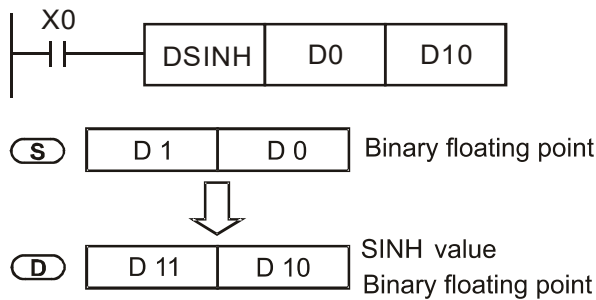 X0
DSINH D0 D10
S D 1 D 0 Binary floating point
SINH value
D D 11 D 10
Binary floating point